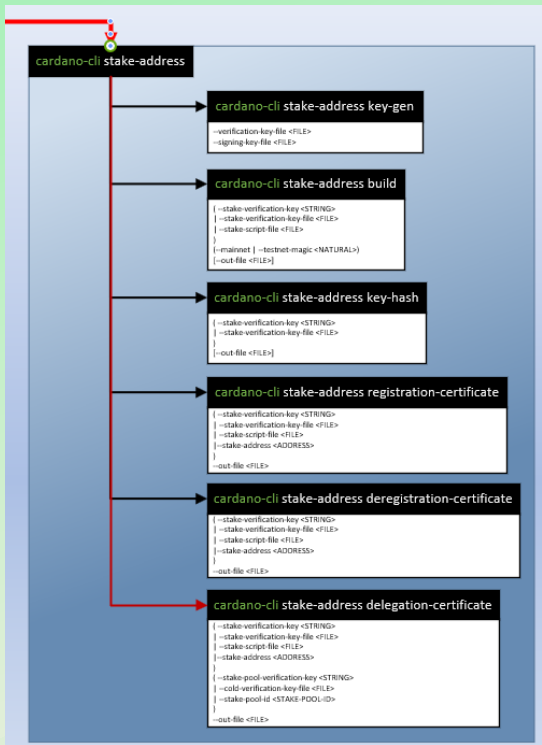 cardano-cli stake-address
cardano-cli stake-address key-gen
--verification-key-file <FILE>
--signing-key-file <FILE>
cardano-cli stake-address build
( --stake-verification-key <STRING>
| --stake-verification-key-file <FILE>
| --stake-script-file <FILE>
)
(--mainnet | --testnet-magic <NATURAL>)
[--out-file <FILE>]
cardano-cli stake-address key-hash
( --stake-verification-key <STRING>
| --stake-verification-key-file <FILE>
)
[--out-file <FILE>]
cardano-cli stake-address registration-certificate
( --stake-verification-key <STRING>
| --stake-verification-key-file <FILE>
| --stake-script-file <FILE>
|--stake-address <ADDRESS>
)
--out-file <FILE>
cardano-cli stake-address deregistration-certificate
( --stake-verification-key <STRING>
| --stake-verification-key-file <FILE>
| --stake-script-file <FILE>
|--stake-address <ADDRESS>
)
--out-file <FILE>
cardano-cli stake-address delegation-certificate
( --stake-verification-key <STRING>
| --stake-verification-key-file <FILE>
| --stake-script-file <FILE>
|--stake-address <ADDRESS>
)
( --stake-pool-verification-key <STRING>
| --cold-verification-key-file <FILE>
| --stake-pool-id <STAKE-POOL-ID>
)
--out-file <FILE>